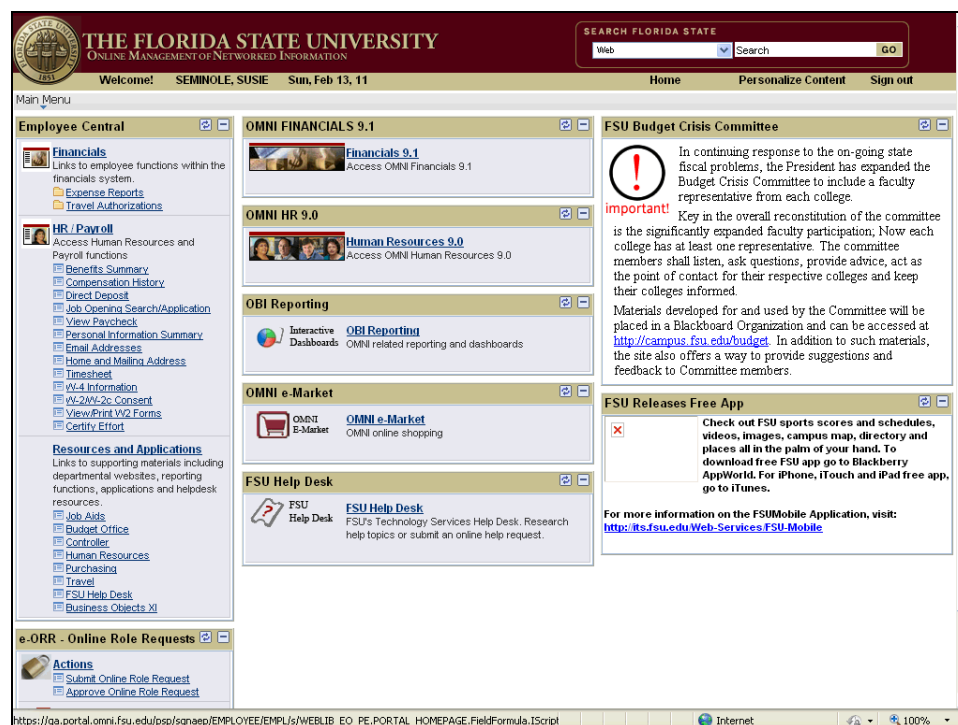 THE FLORIDA STATE UNIVERSITY
ONLINE MANAGEMENT OF NETWORKED INFORMATION
SEARCH FLORIDA STATE
Web
Search
GO
1851
Welcome! SEMINOLE, SUSIE Sun, Feb 13, 11
Home Personalize Content Sign out
Main Menu
Employee Central
Financials
Links to employee functions within the
financials system.
Expense Reports
Travel Authorizations
HR / Payroll
Access Human Resources and
Payroll functions
Benefits Summary
Compensation History
Direct Deposit
Job Opening Search/Application
View Paycheck
Personal Information Summary
Email Addresses
Home and Mailing Address
Timesheet
W-4 Information
W-2/W-2c Consent
View/Print W2 Forms
Certify Effort
Resources and Applications
Links to supporting materials including
departmental websites, reporting
functions, applications and helpdesk
resources.
Job Aids
Budget Office
Controller
Human Resources
Purchasing
Travel
FSU Help Desk
Business Objects XI
e-ORR - Online Role Requests
Actions
Submit Online Role Request
Approve Online Role Request
OMNI FINANCIALS 9.1
Financials 9.1
Access OMNI Financials 9.1
OMNI HR 9.0
Human Resources 9.0
Access OMNI Human Resources 9.0
OBI Reporting
Interactive
Dashboards
OBI Reporting
OMNI related reporting and dashboards
OMNI e-Market
OMNI
E-Market
OMNI e-Market
OMNI online shopping
FSU Help Desk
FSU
Help Desk
FSU Help Desk
FSU's Technology Services Help Desk. Research
help topics or submit an online help request.
FSU Budget Crisis Committee
important!
In continuing response to the on-going state
fiscal problems, the President has expanded the
Budget Crisis Committee to include a faculty
representative from each college.
Key in the overall reconstitution of the committee
is the significantly expanded faculty participation; Now each
college has at least one representative. The committee
members shall listen, ask questions, provide advice, act as
the point of contact for their respective colleges and keep
their colleges informed.
Materials developed for and used by the Committee will be
placed in a Blackboard Organization and can be accessed at
http://campus.fsu.edu/budget. In addition to such materials,
the site also offers a way to provide suggestions and
feedback to Committee members.
FSU Releases Free App
Check out FSU sports scores and schedules,
videos, images, campus map, directory and
places all in the palm of your hand. To
download free FSU app go to Blackberry
AppWorld. For iPhone, iTouch and iPad free app,
go to iTunes.
For more information on the FSUMobile Application, visit:
http://its.fsu.edu/Web-Services/FSU-Mobile
https://qa.portal.omni.fsu.edu/psp/sqnaep/EMPLOYEE/EMPL/s/WEBLIB_EO_PE.PORTAL_HOMEPAGE.FieldFormula.IScript
Internet
100%